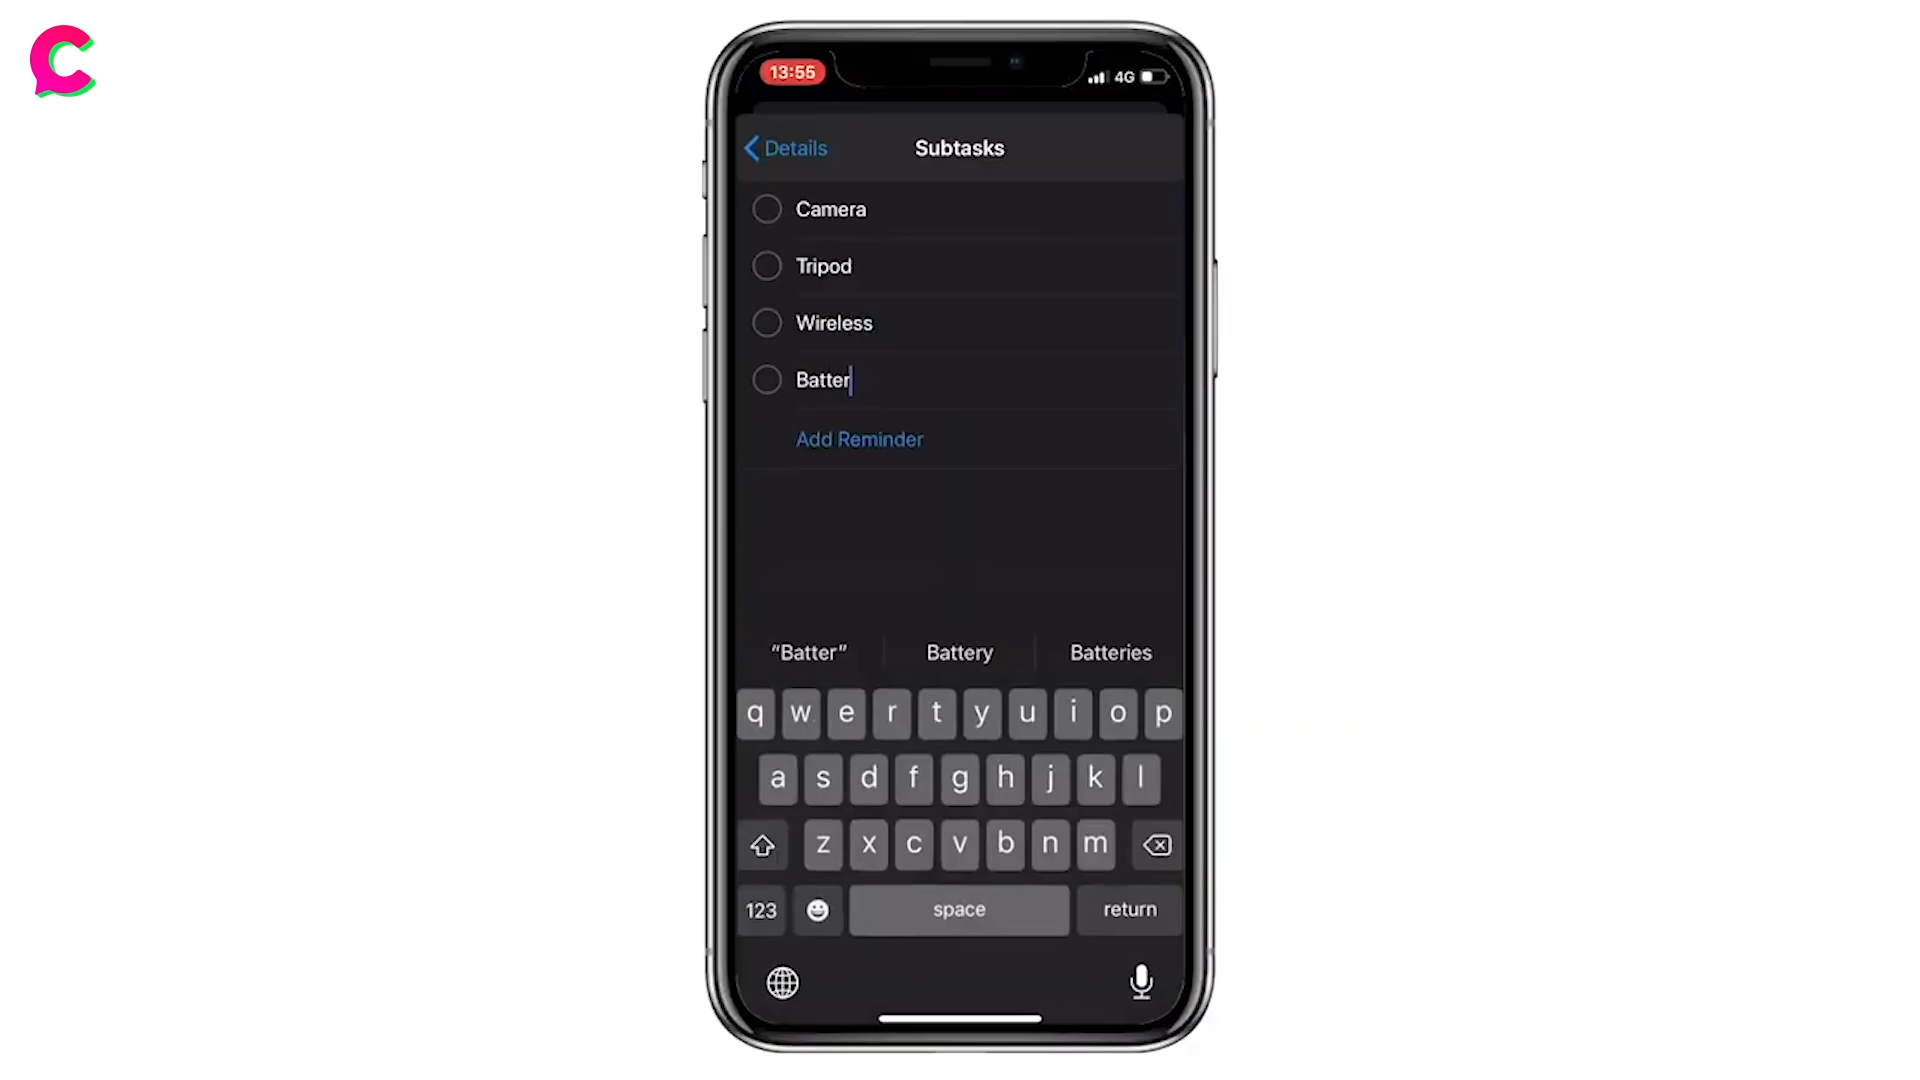 C
13:55
4G
Details
Subtasks
Camera
Tripod
Wireless
Batter
Add Reminder
“Batter” Battery Batteries
q w e r t y u i o p
a s d f g h j k l
z x c v b n m
123 space return